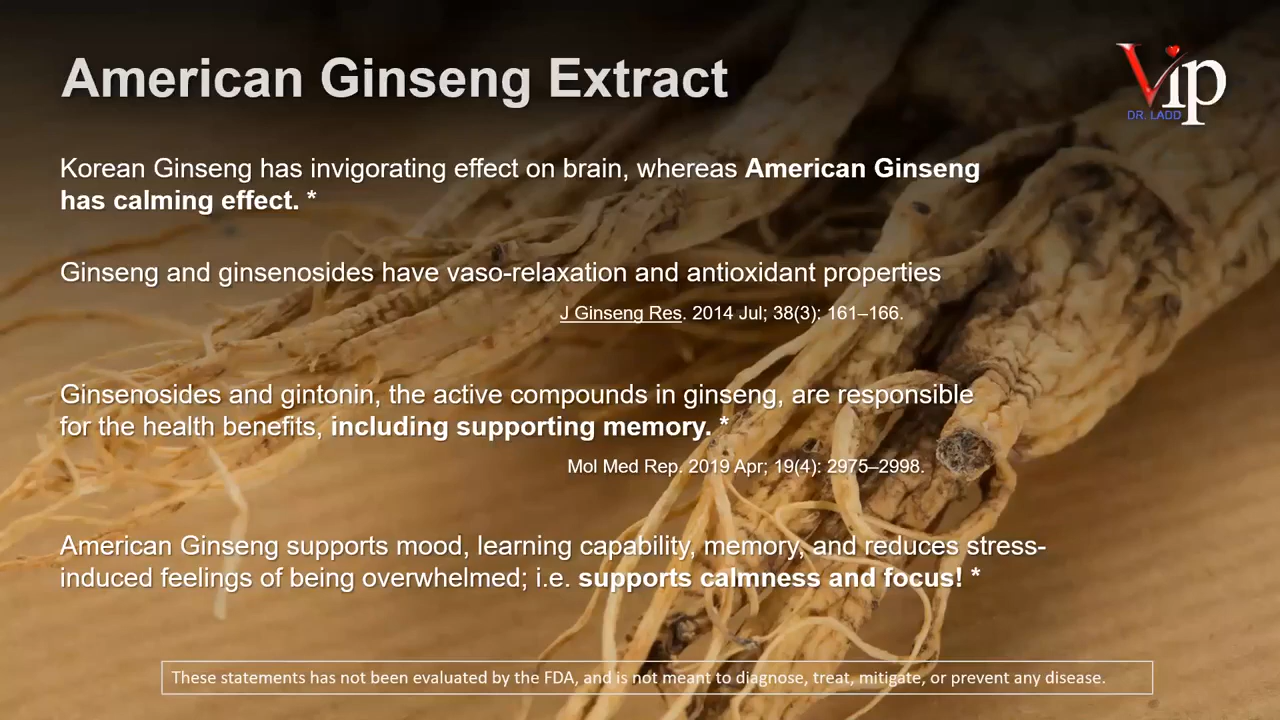 American Ginseng Extract
Vip
DR. LADD
Korean Ginseng has invigorating effect on brain, whereas American Ginseng
has calming effect. *
Ginseng and ginsenosides have vaso-relaxation and antioxidant properties
J Ginseng Res. 2014 Jul; 38(3): 161–166.
Ginsenosides and gintonin, the active compounds in ginseng, are responsible
for the health benefits, including supporting memory. *
Mol Med Rep. 2019 Apr; 19(4): 2975–2998.
American Ginseng supports mood, learning capability, memory, and reduces stress-
induced feelings of being overwhelmed; i.e. supports calmness and focus! *
These statements has not been evaluated by the FDA, and is not meant to diagnose, treat, mitigate, or prevent any disease.